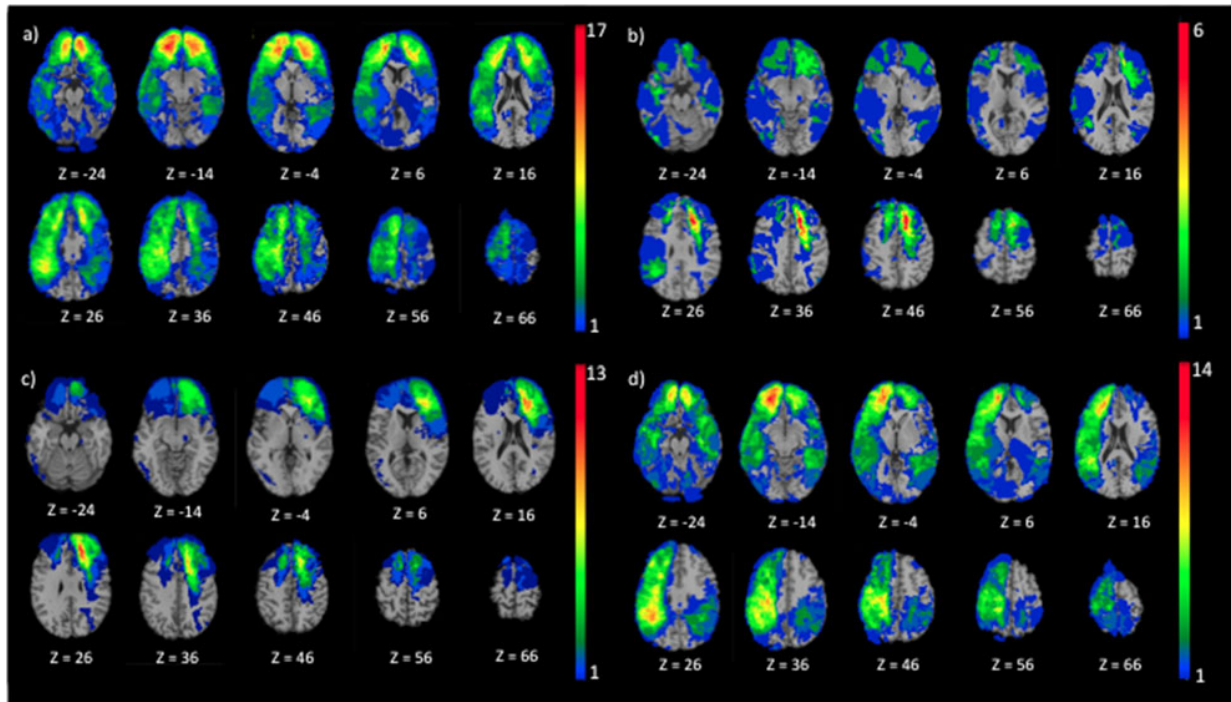 a)
17
Z = -24 Z = -14 Z = -4 Z = 6 Z = 16
Z = 26 Z = 36 Z = 46 Z = 56 Z = 66
1
b)
6
Z = -24 Z = -14 Z = -4 Z = 6 Z = 16
Z = 26 Z = 36 Z = 46 Z = 56 Z = 66
1
c)
13
Z = -24 Z = -14 Z = -4 Z = 6 Z = 16
Z = 26 Z = 36 Z = 46 Z = 56 Z = 66
1
d)
14
Z = -24 Z = -14 Z = -4 Z = 6 Z = 16
Z = 26 Z = 36 Z = 46 Z = 56 Z = 66
1